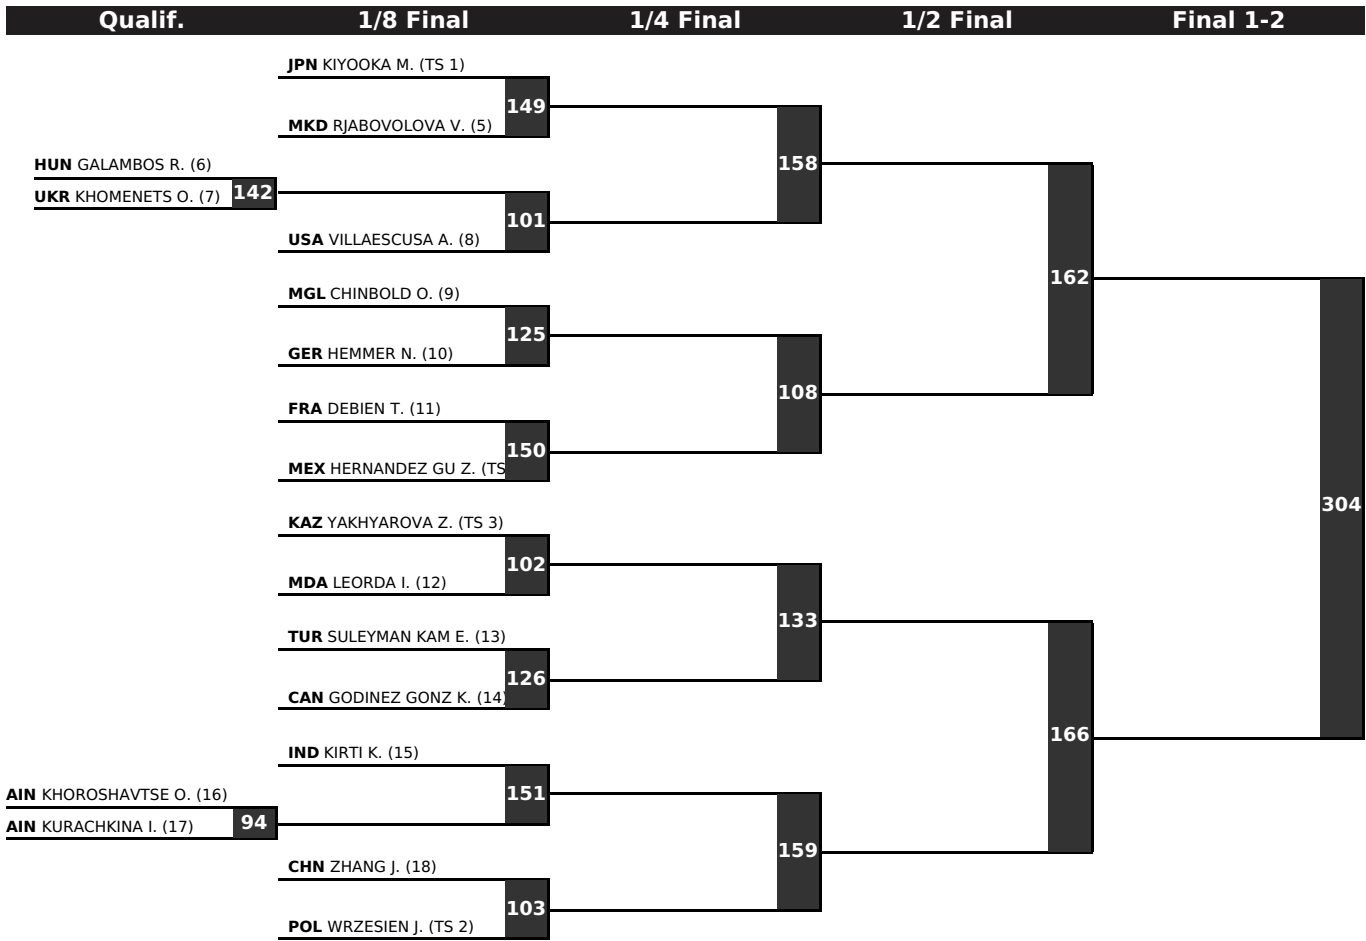 Qualif. 1/8 Final 1/4 Final 1/2 Final Final 1-2
JPN KIYOOKA M. (TS 1)
149
MKD RJABOVOLOVA V. (5)
158
HUN GALAMBOS R. (6)
142
UKR KHOMENETS O. (7)
101
USA VILLAESCUSA A. (8)
162
MGL CHINBOLD O. (9)
125
GER HEMMER N. (10)
108
FRA DEBIEN T. (11)
150
MEX HERNANDEZ GU Z. (TS
304
KAZ YAKHYAROVA Z. (TS 3)
102
MDA LEORDA I. (12)
133
TUR SULEYMAN KAM E. (13)
126
CAN GODINEZ GONZ K. (14)
166
IND KIRTI K. (15)
151
AIN KHOROSHAVTSE O. (16)
94
AIN KURACHKINA I. (17)
159
CHN ZHANG J. (18)
103
POL WRZESIEN J. (TS 2)